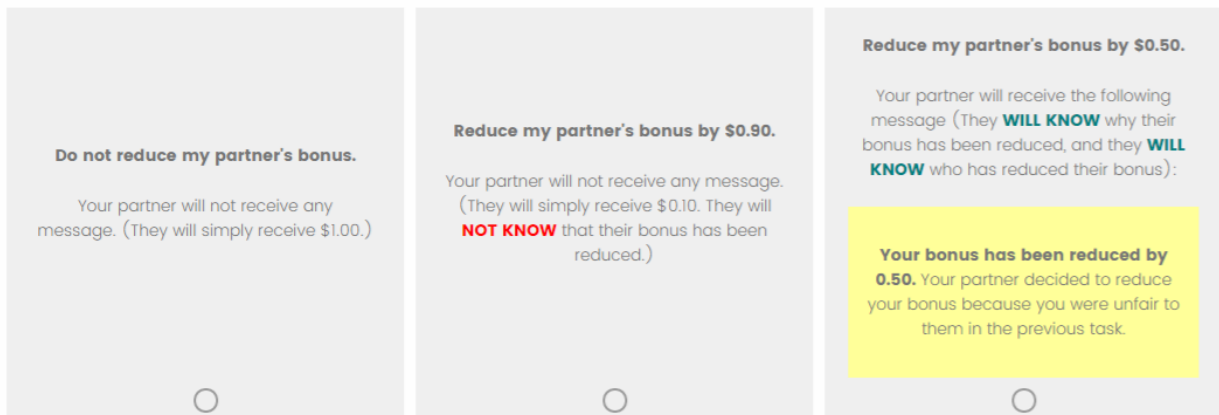 Do not reduce my partner's bonus.
Your partner will not receive any
message. (They will simply receive $1.00.)
Reduce my partner's bonus by $0.90.
Your partner will not receive any message.
(They will simply receive $0.10. They will
NOT KNOW that their bonus has been
reduced.)
Reduce my partner's bonus by $0.50.
Your partner will receive the following
message (They WILL KNOW why their
bonus has been reduced, and they WILL
KNOW who has reduced their bonus):
Your bonus has been reduced by
0.50. Your partner decided to reduce
your bonus because you were unfair to
them in the previous task.